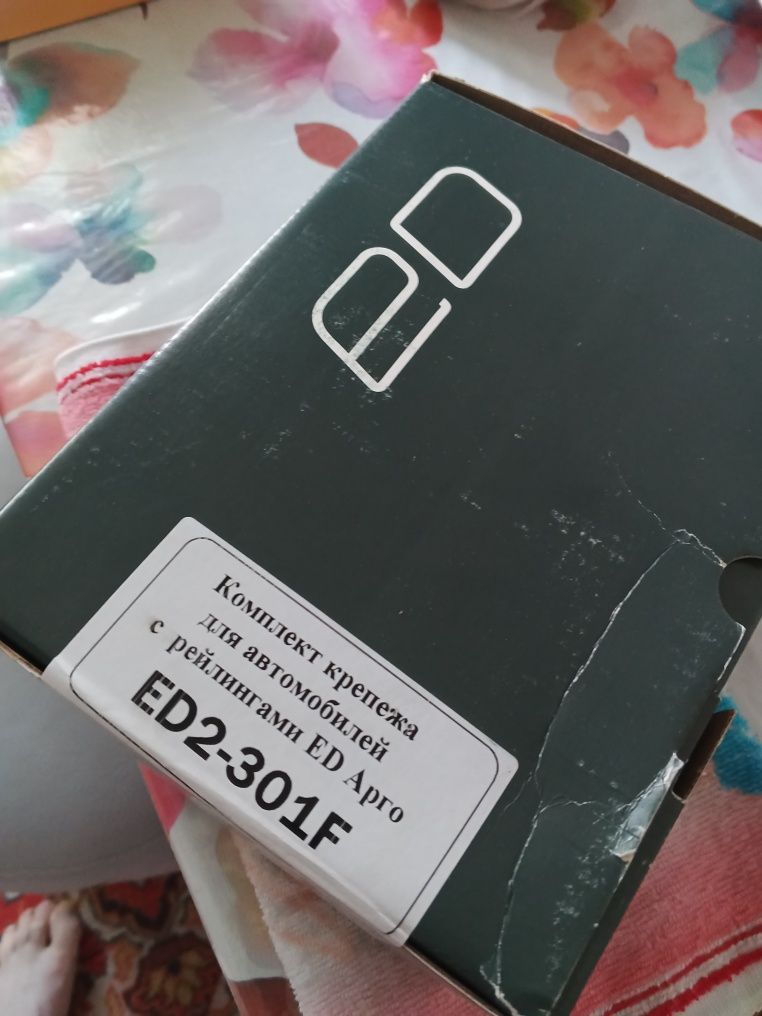 ED
Комплект крепежа
для автомобилей
с рейлингами ED Арго
ED2-301F